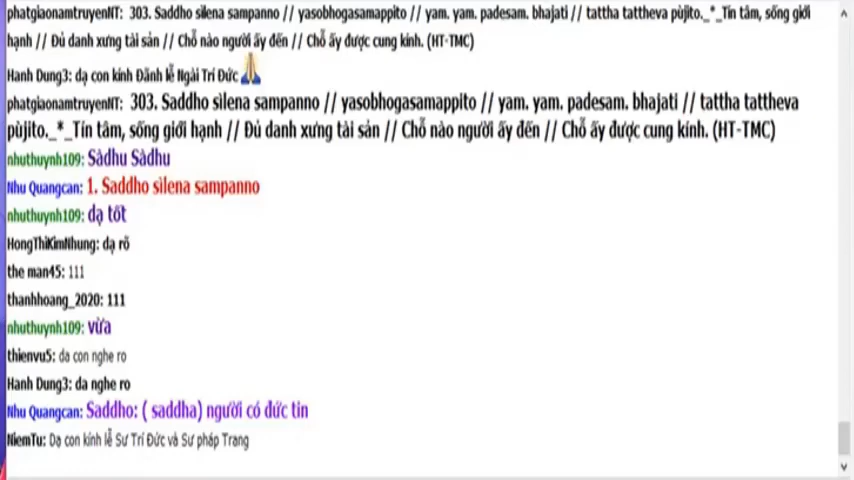 phatgiaonamtruyenNT: 303. Saddho sìlena sampanno // yasobhogasamappito // yam. yam. padesam. bhajati // tattha tattheva pùjito._*_Tín tâm, sống giới
hạnh // Đủ danh xưng tài sản // Chỗ nào người ấy đến // Chỗ ấy được cung kính. (HT-TMC)
Hanh Dung3: dạ con kính Đãnh lễ Ngài Trí Đức
phatgiaonamtruyenNT: 303. Saddho sìlena sampanno // yasobhogasamappito // yam. yam. padesam. bhajati // tattha tattheva
pùjito._*_Tín tâm, sống giới hạnh // Đủ danh xưng tài sản // Chỗ nào người ấy đến // Chỗ ấy được cung kính. (HT-TMC)
nhuthuynh109: Sàdhu Sàdhu
Nhu Quangcan: 1. Saddho sìlena sampanno
nhuthuynh109: dạ tốt
HongThiKimNhung: dạ rõ
the man45: 111
thanhhoang_2020: 111
nhuthuynh109: vừa
thienvu5: da con nghe ro
Hanh Dung3: da nghe ro
Nhu Quangcan: Saddho: ( saddha) người có đức tin
NiemTu: Dạ con kính lễ Sư Trí Đức và Sư pháp Trang